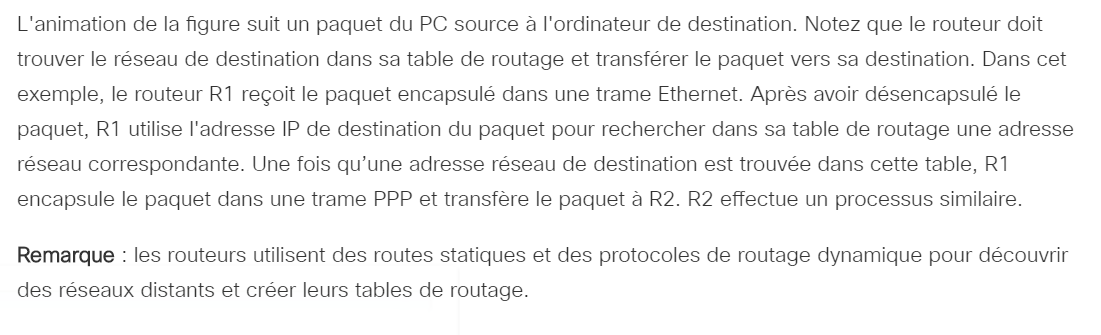 L'animation de la figure suit un paquet du PC source à l'ordinateur de destination. Notez que le routeur doit
trouver le réseau de destination dans sa table de routage et transférer le paquet vers sa destination. Dans cet
exemple, le routeur R1 reçoit le paquet encapsulé dans une trame Ethernet. Après avoir désencapsulé le
paquet, R1 utilise l'adresse IP de destination du paquet pour rechercher dans sa table de routage une adresse
réseau correspondante. Une fois qu’une adresse réseau de destination est trouvée dans cette table, R1
encapsule le paquet dans une trame PPP et transfère le paquet à R2. R2 effectue un processus similaire.
Remarque : les routeurs utilisent des routes statiques et des protocoles de routage dynamique pour découvrir
des réseaux distants et créer leurs tables de routage.